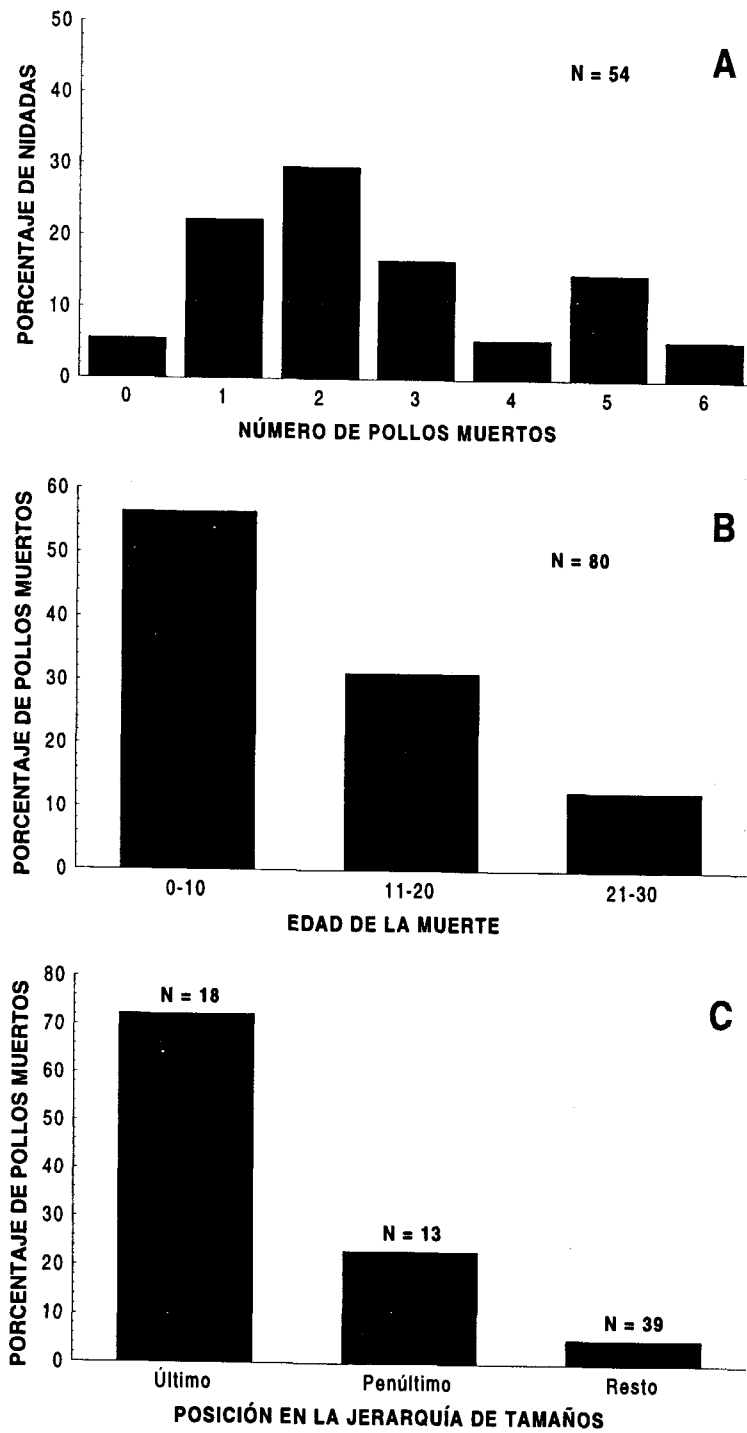 A
N = 54
PORCENTAJE DE NIDADAS
50
40
30
20
10
0
0 1 2 3 4 5 6
NÚMERO DE POLLOS MUERTOS
B
N = 80
PORCENTAJE DE POLLOS MUERTOS
60
50
40
30
20
10
0
0-10 11-20 21-30
EDAD DE LA MUERTE
C
PORCENTAJE DE POLLOS MUERTOS
80
70
60
50
40
30
20
10
0
N = 18
N = 13
N = 39
Último Penúltimo Resto
POSICIÓN EN LA JERARQUÍA DE TAMAÑOS